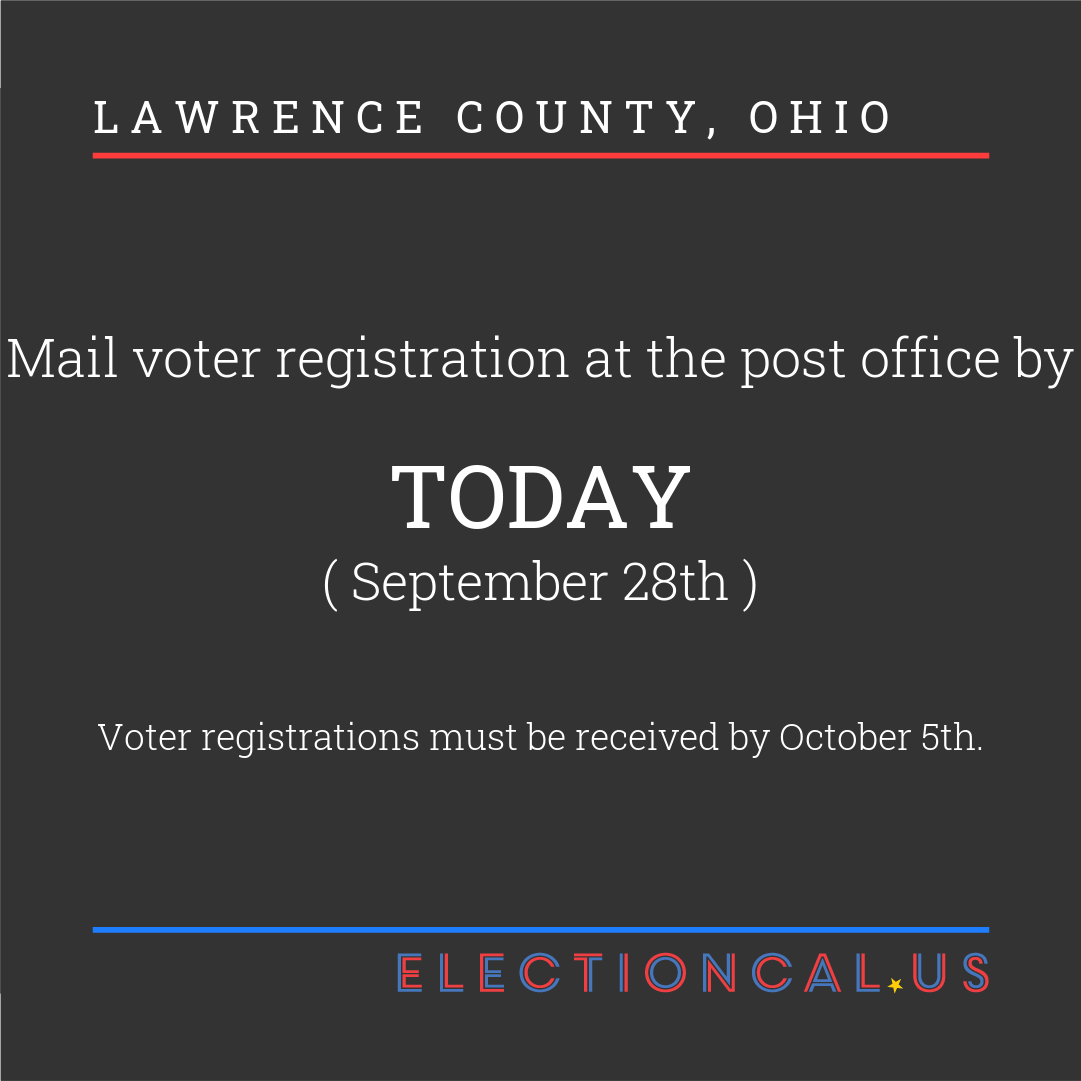 LAWRENCE COUNTY, OHIO
Mail voter registration at the post office by
TODAY
( September 28th )
Voter registrations must be received by October 5th.
ELECTIONCAL.US